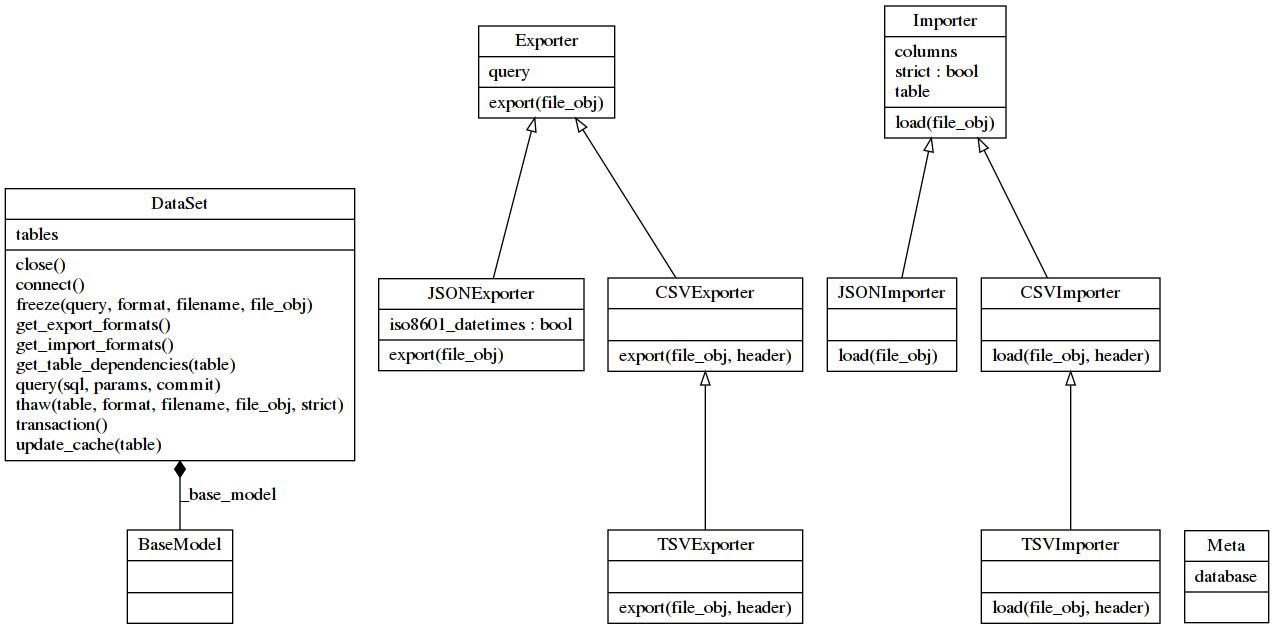 Exporter
query
export(file_obj)
Importer
columns
strict : bool
table
load(file_obj)
DataSet
tables
close()
connect()
freeze(query, format, filename, file_obj)
get_export_formats()
get_import_formats()
get_table_dependencies(table)
query(sql, params, commit)
thaw(table, format, filename, file_obj, strict)
transaction()
update_cache(table)
JSONExporter
iso8601_datetimes : bool
export(file_obj)
CSVExporter
export(file_obj, header)
JSONImporter
load(file_obj)
CSVImporter
load(file_obj, header)
_base_model
BaseModel
TSVExporter
export(file_obj, header)
TSVImporter
load(file_obj, header)
Meta
database